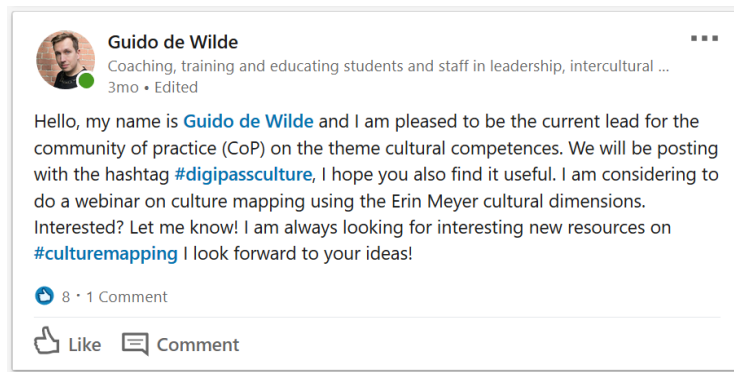 Guido de Wilde
Coaching, training and educating students and staff in leadership, intercultural ...
3mo • Edited
Hello, my name is Guido de Wilde and I am pleased to be the current lead for the
community of practice (CoP) on the theme cultural competences. We will be posting
with the hashtag #digipassculture, I hope you also find it useful. I am considering to
do a webinar on culture mapping using the Erin Meyer cultural dimensions.
Interested? Let me know! I am always looking for interesting new resources on
#culturemapping I look forward to your ideas!
8 · 1 Comment
Like Comment